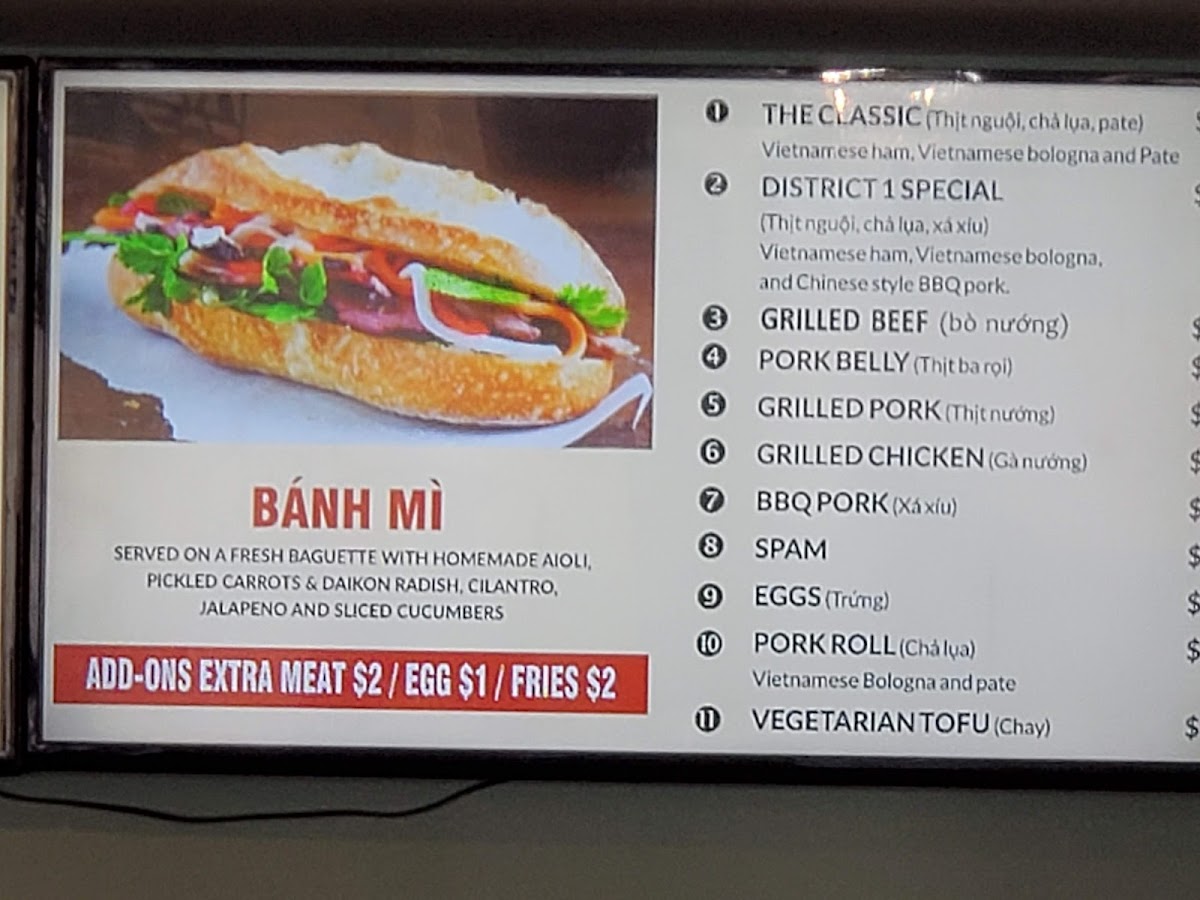 BÁNH MÌ
SERVED ON A FRESH BAGUETTE WITH HOMEMADE AIOLI,
PICKLED CARROTS & DAIKON RADISH, CILANTRO,
JALAPENO AND SLICED CUCUMBERS
ADD-ONS EXTRA MEAT $2 / EGG $1 / FRIES $2
1 THE CLASSIC (Thịt nguội, chả lụa, pate) $
Vietnamese ham, Vietnamese bologna and Pate
2 DISTRICT 1 SPECIAL $
(Thịt nguội, chả lụa, xá xíu)
Vietnamese ham, Vietnamese bologna,
and Chinese style BBQ pork.
3 GRILLED BEEF (bò nướng) $
4 PORK BELLY (Thịt ba rọi) $
5 GRILLED PORK (Thịt nướng) $
6 GRILLED CHICKEN (Gà nướng) $
7 BBQ PORK (Xá xíu) $
8 SPAM $
9 EGGS (Trứng) $
10 PORK ROLL (Chả lụa) $
Vietnamese Bologna and pate
11 VEGETARIAN TOFU (Chay) $